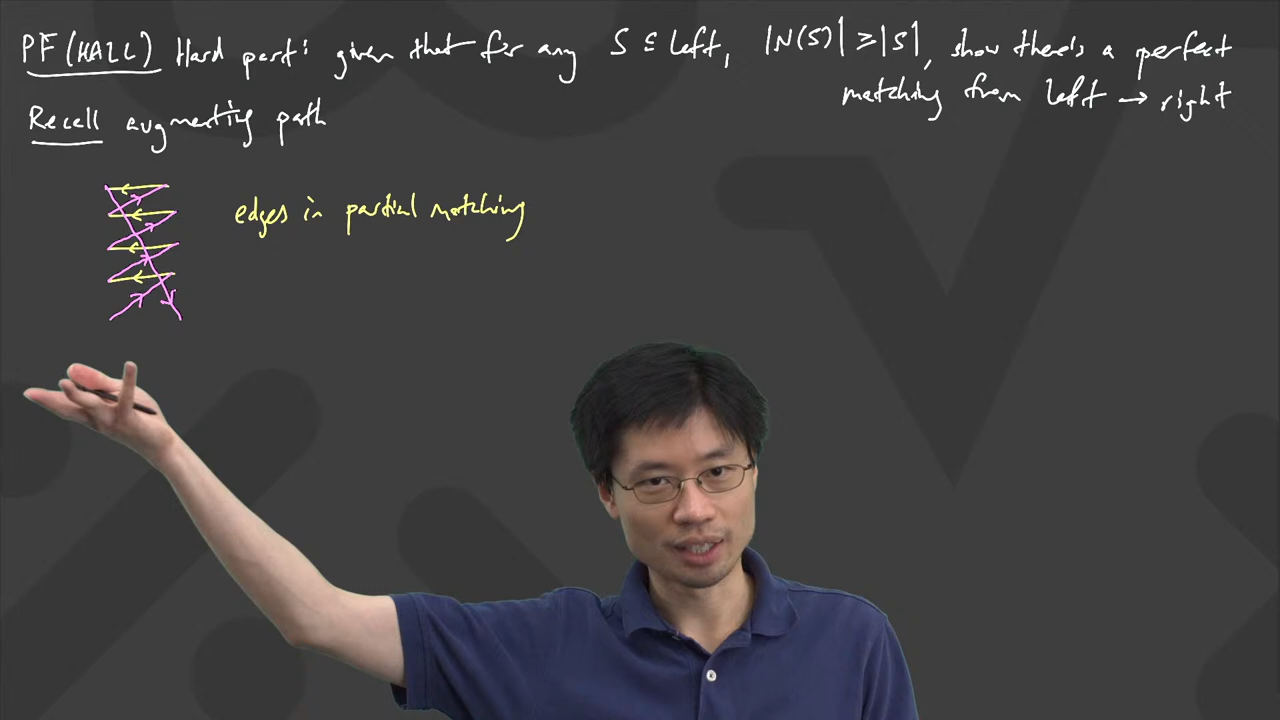 PF (HALL) Hard part: given that for any S ⊆ left, |N(S)| ≥ |S|, show there's a perfect
matching from left → right
Recall augmenting path
edges in partial matching